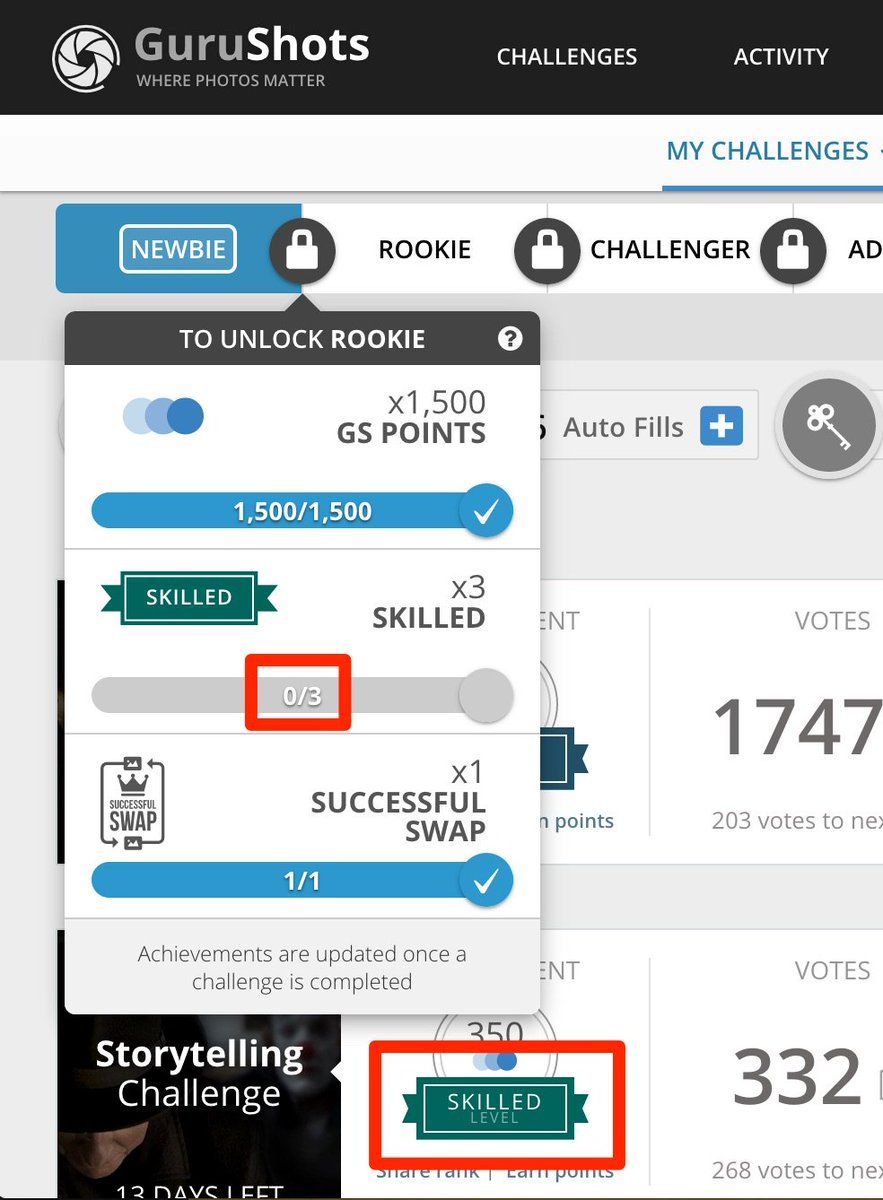 GuruShots
WHERE PHOTOS MATTER
CHALLENGES
ACTIVITY
MY CHALLENGES
NEWBIE
ROOKIE
CHALLENGER
AD
TO UNLOCK ROOKIE
?
x1,500
GS POINTS
Auto Fills
1,500/1,500
SKILLED
x3
SKILLED
ENT
VOTES
0/3
1747
x1
SUCCESSFUL
SWAP
SUCCESSFUL
SWAP
n points
203 votes to nex
1/1
Achievements are updated once a
challenge is completed
ENT
VOTES
Storytelling
Challenge
350
SKILLED
LEVEL
332
Share rank | Earn points
268 votes to nex
13 DAYS LEFT